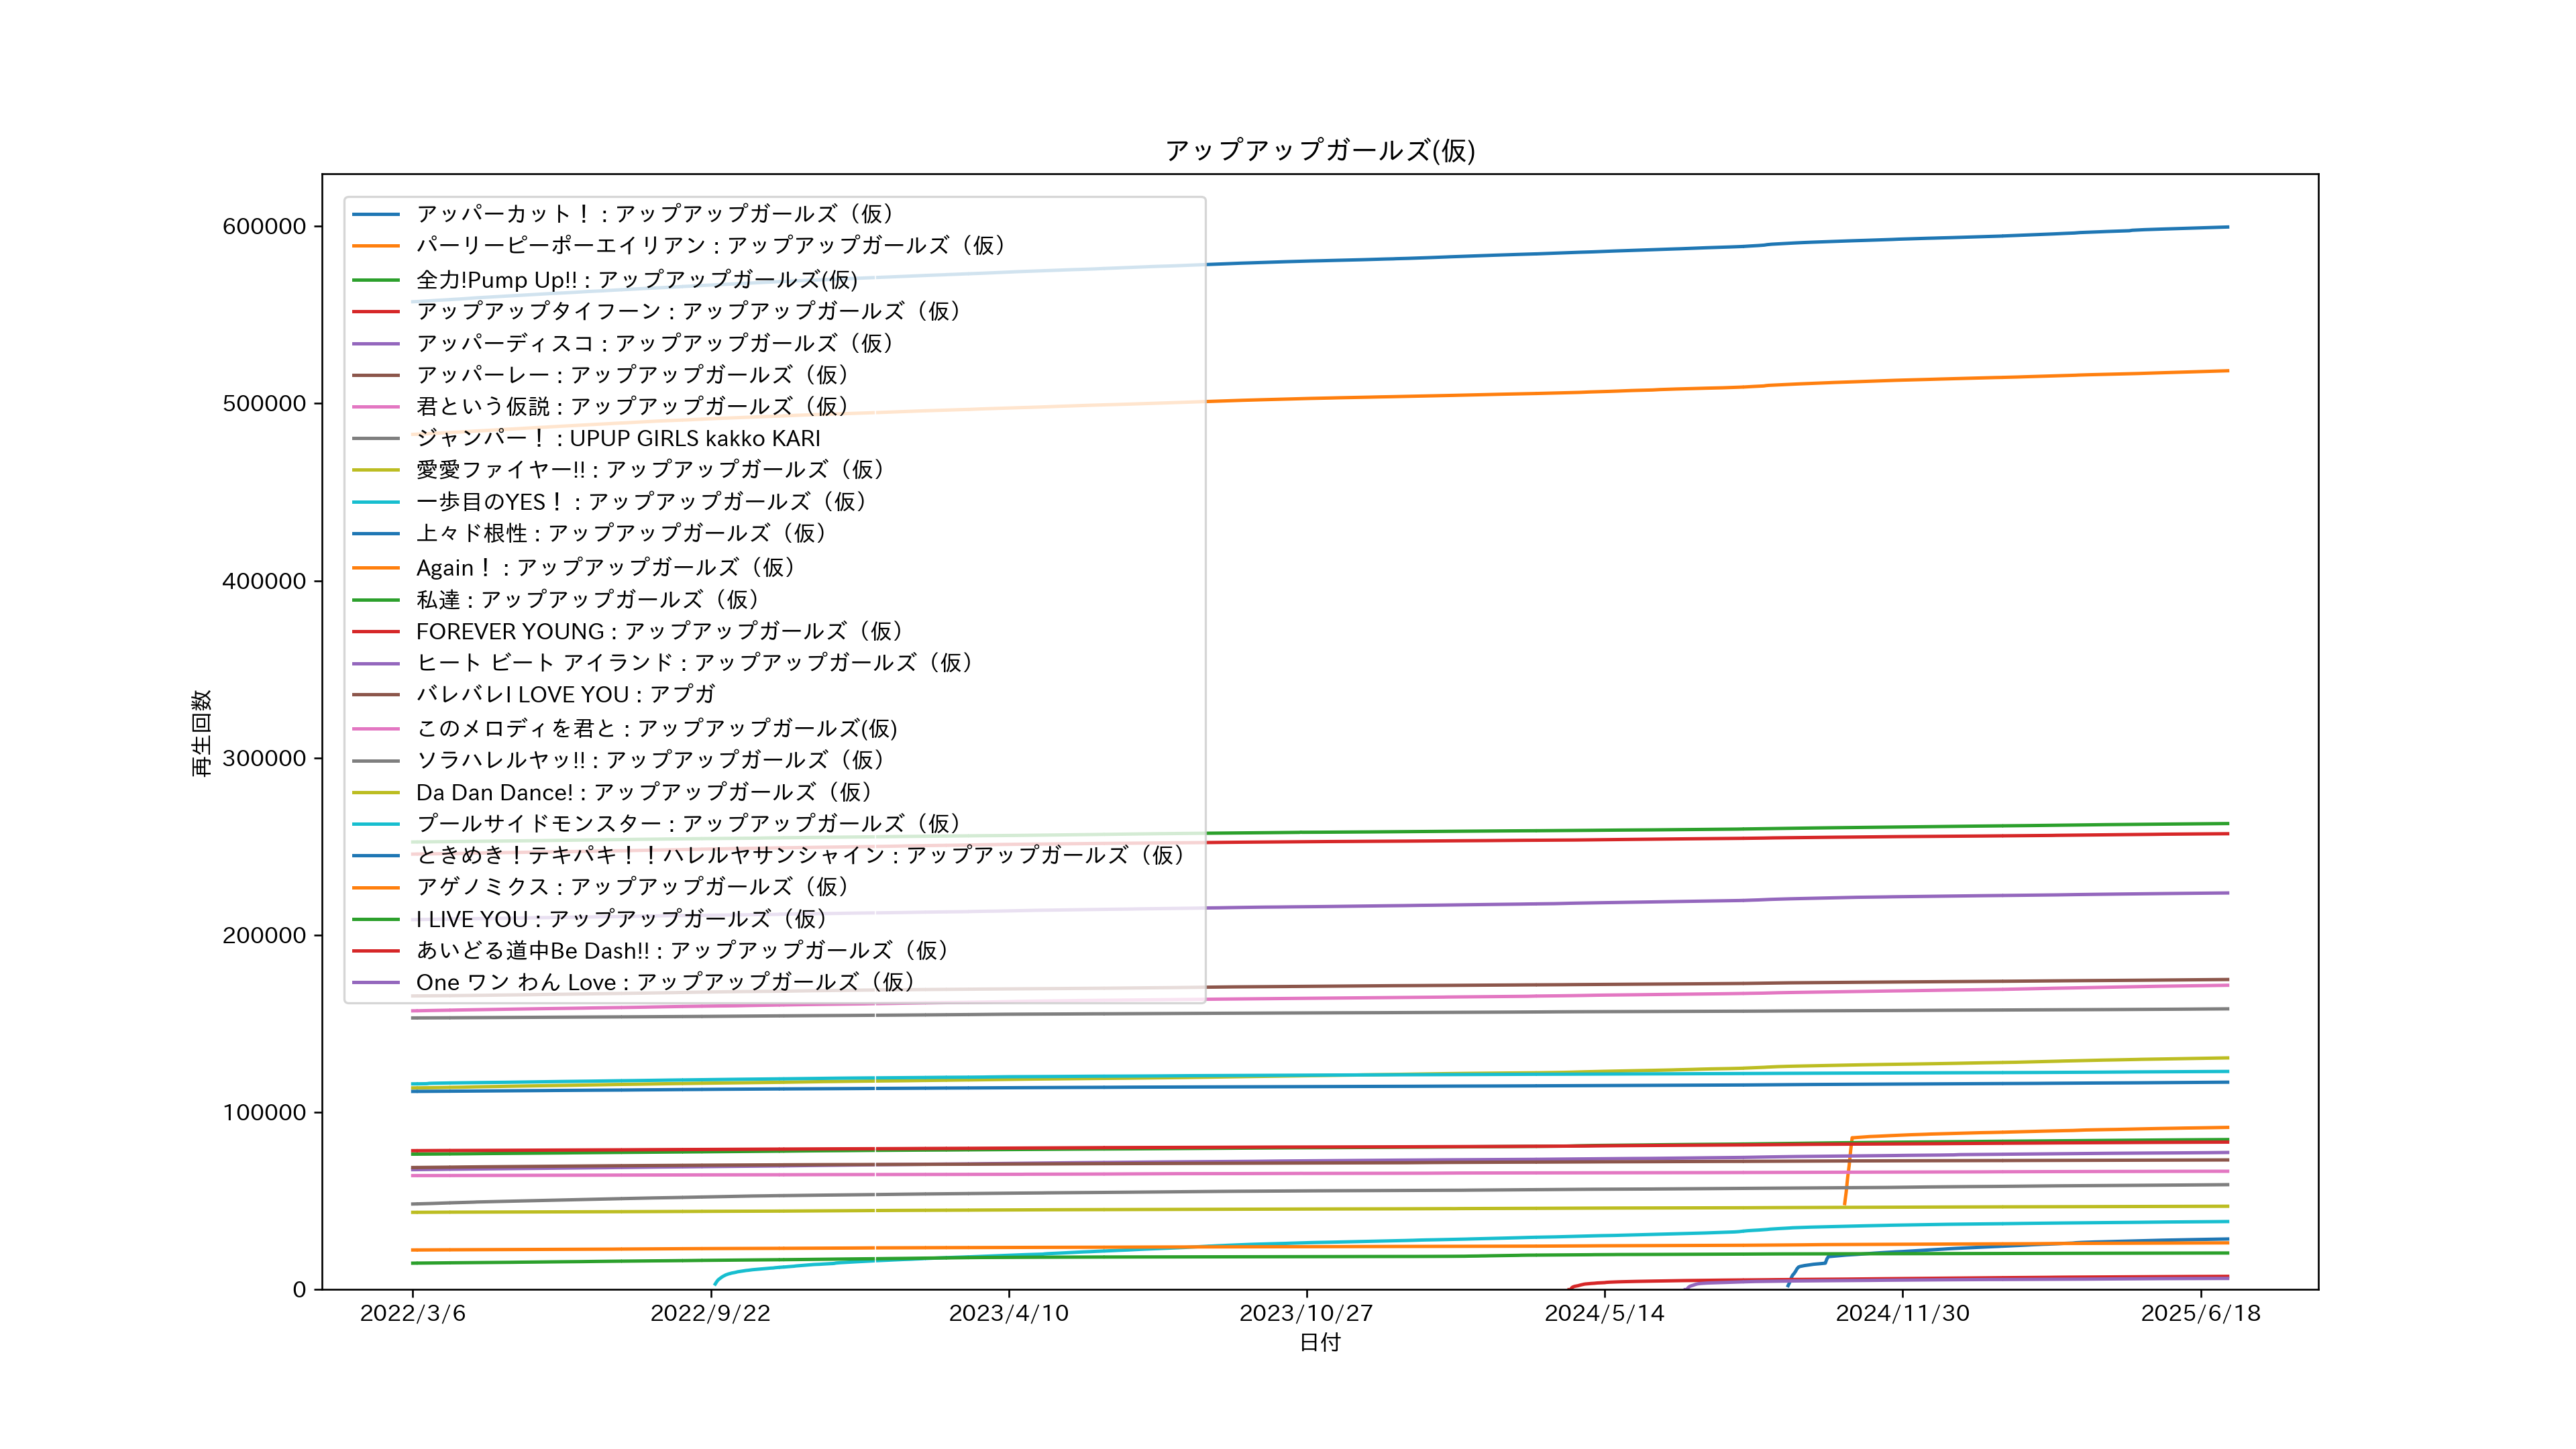 アップアップガールズ(仮)
600000
500000
400000
300000
200000
100000
0
再生回数
アッパーカット！ : アップアップガールズ（仮）
パーリーピーポーエイリアン : アップアップガールズ（仮）
全力!Pump Up!! : アップアップガールズ(仮)
アップアップタイフーン : アップアップガールズ（仮）
アッパーディスコ : アップアップガールズ（仮）
アッパーレー : アップアップガールズ（仮）
君という仮説 : アップアップガールズ（仮）
ジャンパー！ : UPUP GIRLS kakko KARI
愛愛ファイヤー!! : アップアップガールズ（仮）
一歩目のYES！ : アップアップガールズ（仮）
上々ド根性 : アップアップガールズ（仮）
Again！ : アップアップガールズ（仮）
私達 : アップアップガールズ（仮）
FOREVER YOUNG : アップアップガールズ（仮）
ヒート ビート アイランド : アップアップガールズ（仮）
バレバレI LOVE YOU : アプガ
このメロディを君と : アップアップガールズ(仮)
ソラハレルヤッ!! : アップアップガールズ（仮）
Da Dan Dance! : アップアップガールズ（仮）
プールサイドモンスター : アップアップガールズ（仮）
ときめき！テキパキ！！ハレルヤサンシャイン : アップアップガールズ（仮）
アゲノミクス : アップアップガールズ（仮）
I LIVE YOU : アップアップガールズ（仮）
あいどる道中Be Dash!! : アップアップガールズ（仮）
One ワン わん Love : アップアップガールズ（仮）
2022/3/6
2022/9/22
2023/4/10
2023/10/27
2024/5/14
2024/11/30
2025/6/18
日付